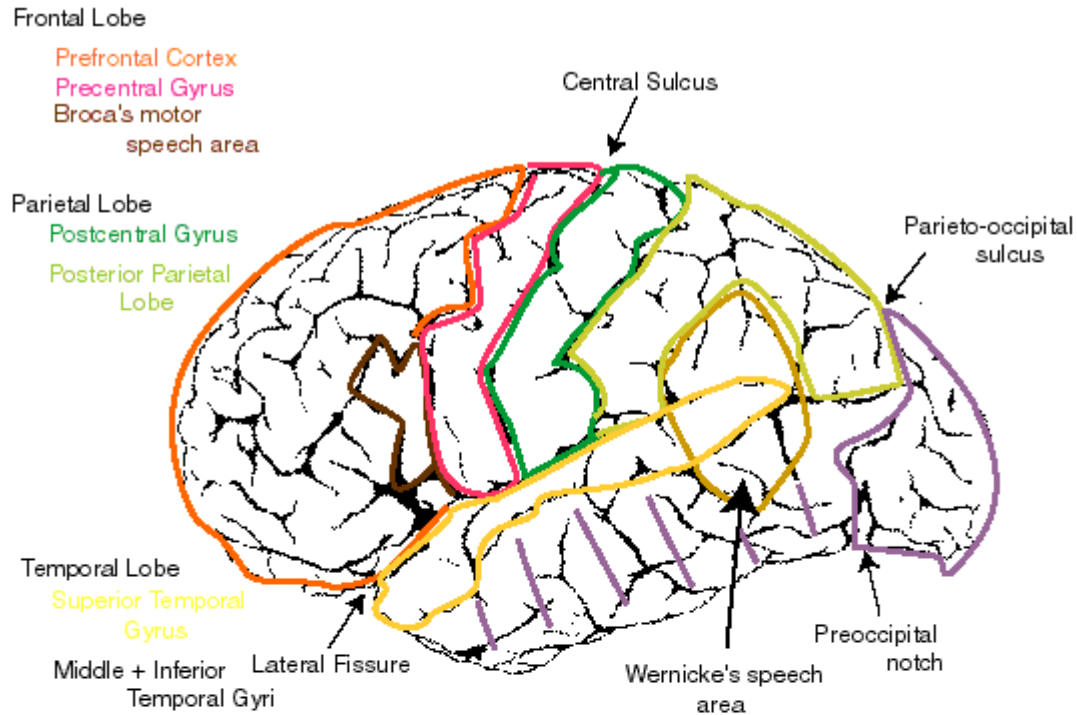 Frontal Lobe
Prefrontal Cortex
Precentral Gyrus
Broca's motor
speech area
Central Sulcus
Parietal Lobe
Postcentral Gyrus
Posterior Parietal
Lobe
Parieto-occipital
sulcus
Temporal Lobe
Superior Temporal
Gyrus
Middle + Inferior
Temporal Gyri
Lateral Fissure
Wernicke's speech
area
Preoccipital
notch